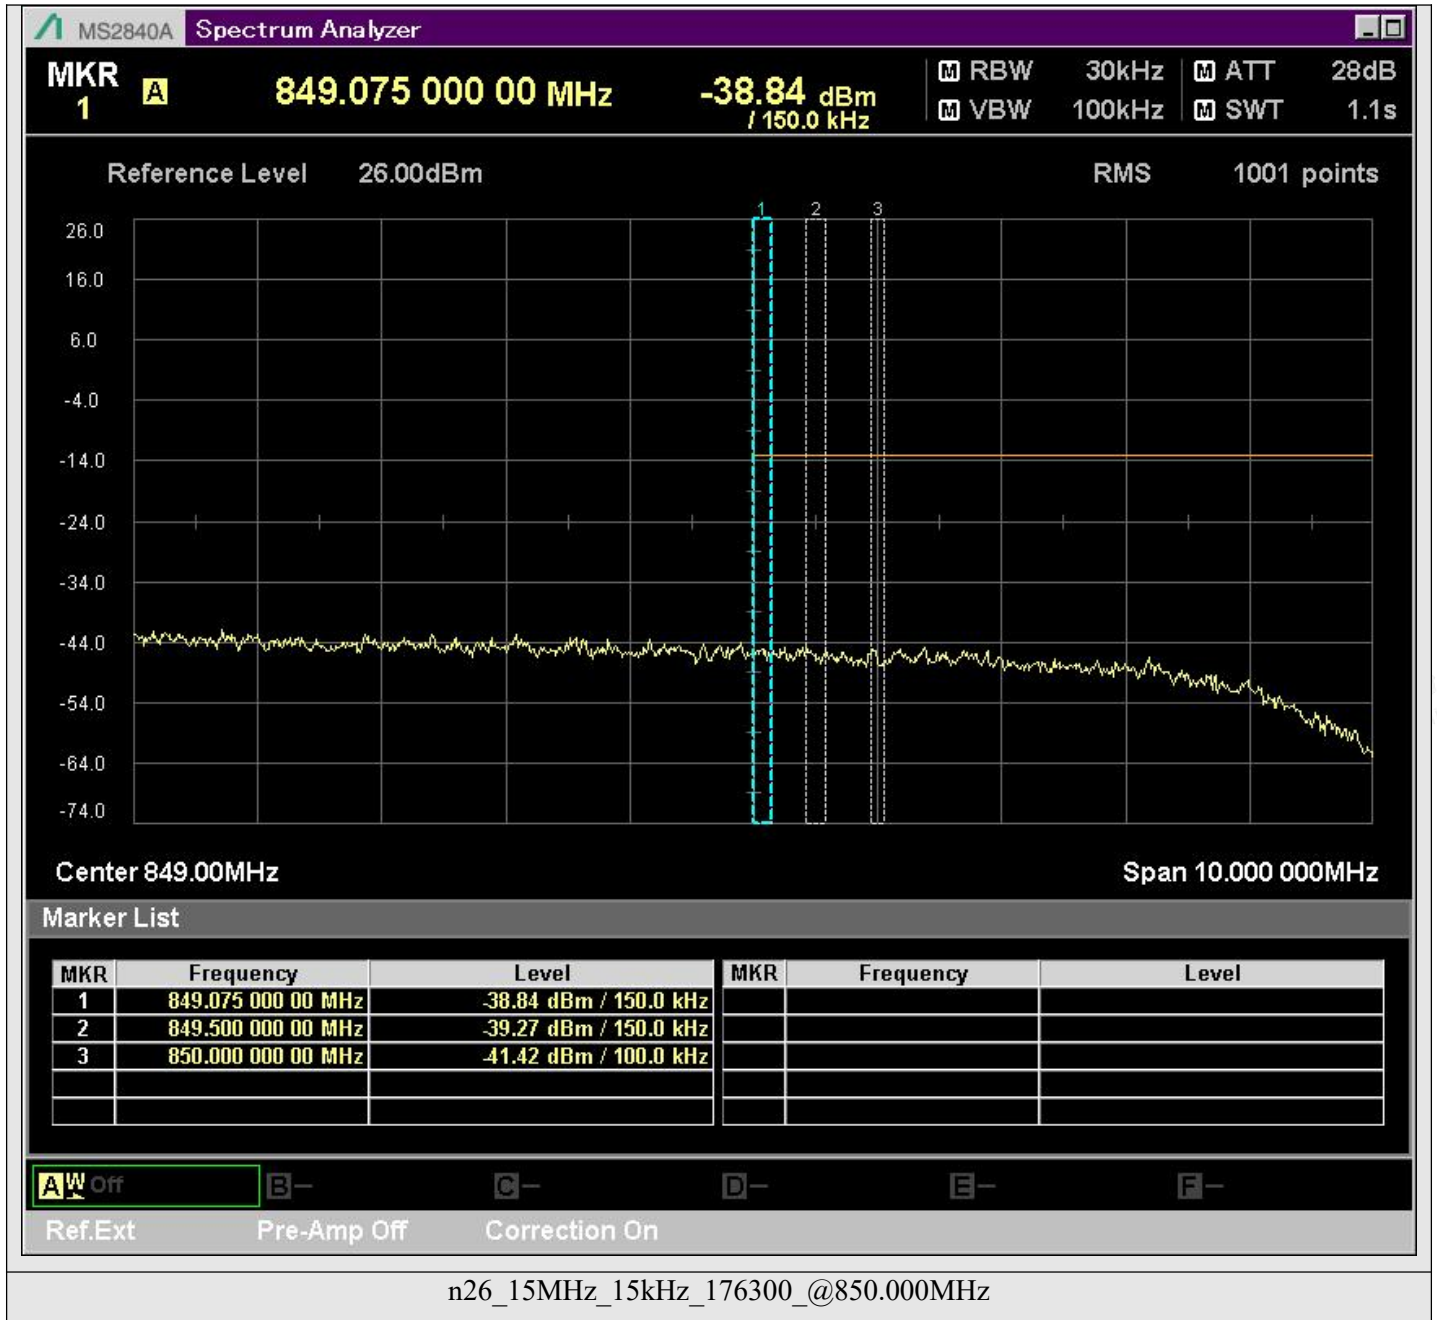 MS2840A Spectrum Analyzer
MKR 1 A 849.075 000 00 MHz -38.84 dBm / 150.0 kHz
M RBW 30kHz M ATT 28dB
M VBW 100kHz M SWT 1.1s
Reference Level 26.00dBm RMS 1001 points
1 2 3
26.0
16.0
6.0
-4.0
-14.0
-24.0
-34.0
-44.0
-54.0
-64.0
-74.0
Center 849.00MHz Span 10.000 000MHz
Marker List
MKR Frequency Level MKR Frequency Level
1 849.075 000 00 MHz -38.84 dBm / 150.0 kHz
2 849.500 000 00 MHz -39.27 dBm / 150.0 kHz
3 850.000 000 00 MHz -41.42 dBm / 100.0 kHz
A W Off B – C – D – E – F –
Ref.Ext Pre-Amp Off Correction On
n26_15MHz_15kHz_176300_@850.000MHz